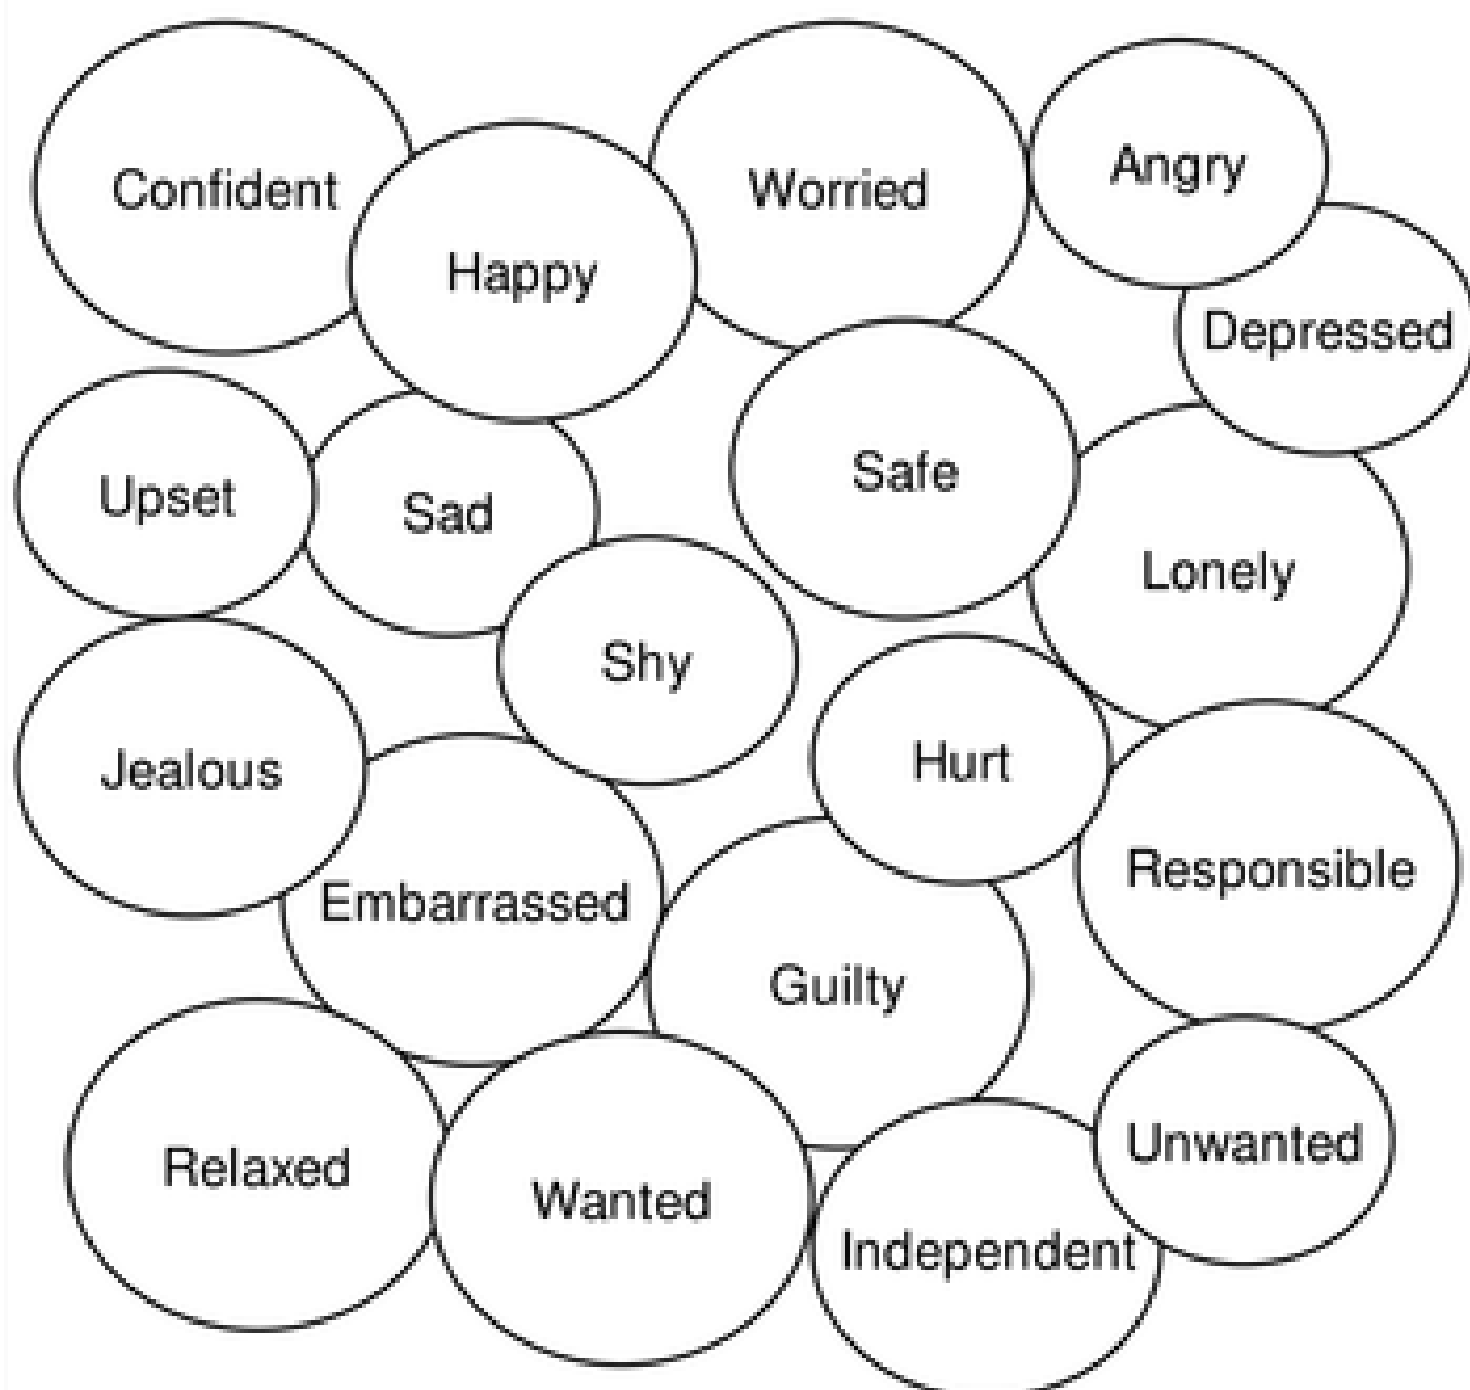 Confident
Happy
Worried
Angry
Depressed
Upset
Sad
Safe
Lonely
Shy
Jealous
Hurt
Embarrassed
Responsible
Guilty
Relaxed
Wanted
Unwanted
Independent